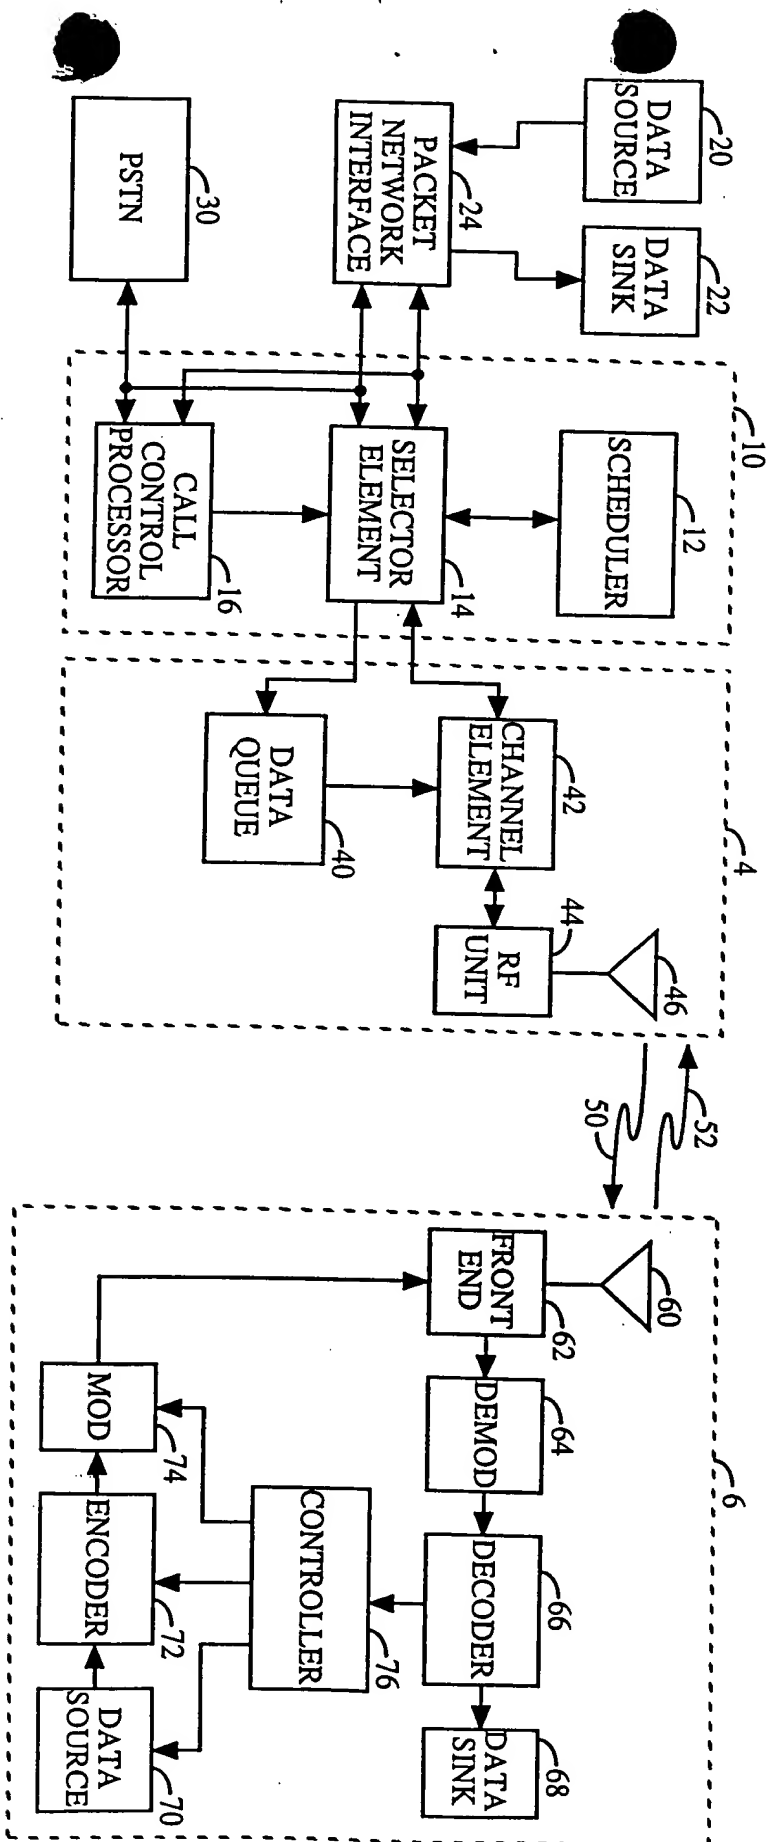 20
DATA
SOURCE
22
DATA
SINK
24
PACKET
NETWORK
INTERFACE
30
PSTN
10
12
SCHEDULER
14
SELECTOR
ELEMENT
16
CALL
CONTROL
PROCESSOR
4
42
CHANNEL
ELEMENT
40
DATA
QUEUE
44
RF
UNIT
46
52
50
6
60
62
FRONT
END
64
DEMOD
66
DECODER
68
DATA
SINK
76
CONTROLLER
74
MOD
72
ENCODER
70
DATA
SOURCE